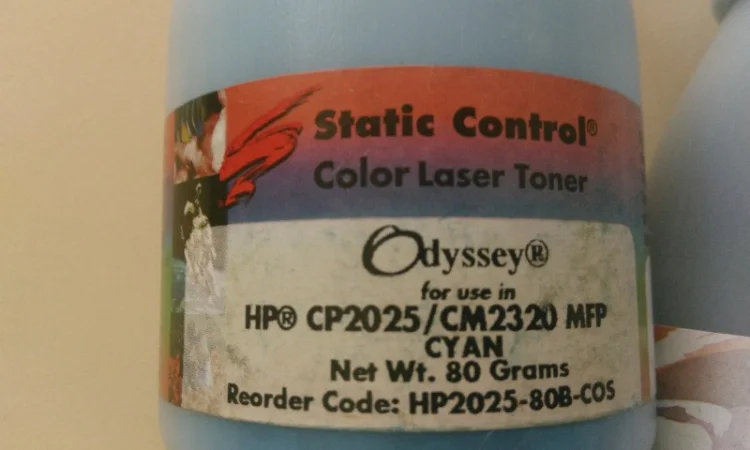 Static Control®
Color Laser Toner
Odyssey®
for use in
HP® CP2025/CM2320 MFP
CYAN
Net Wt. 80 Grams
Reorder Code: HP2025-80B-COS